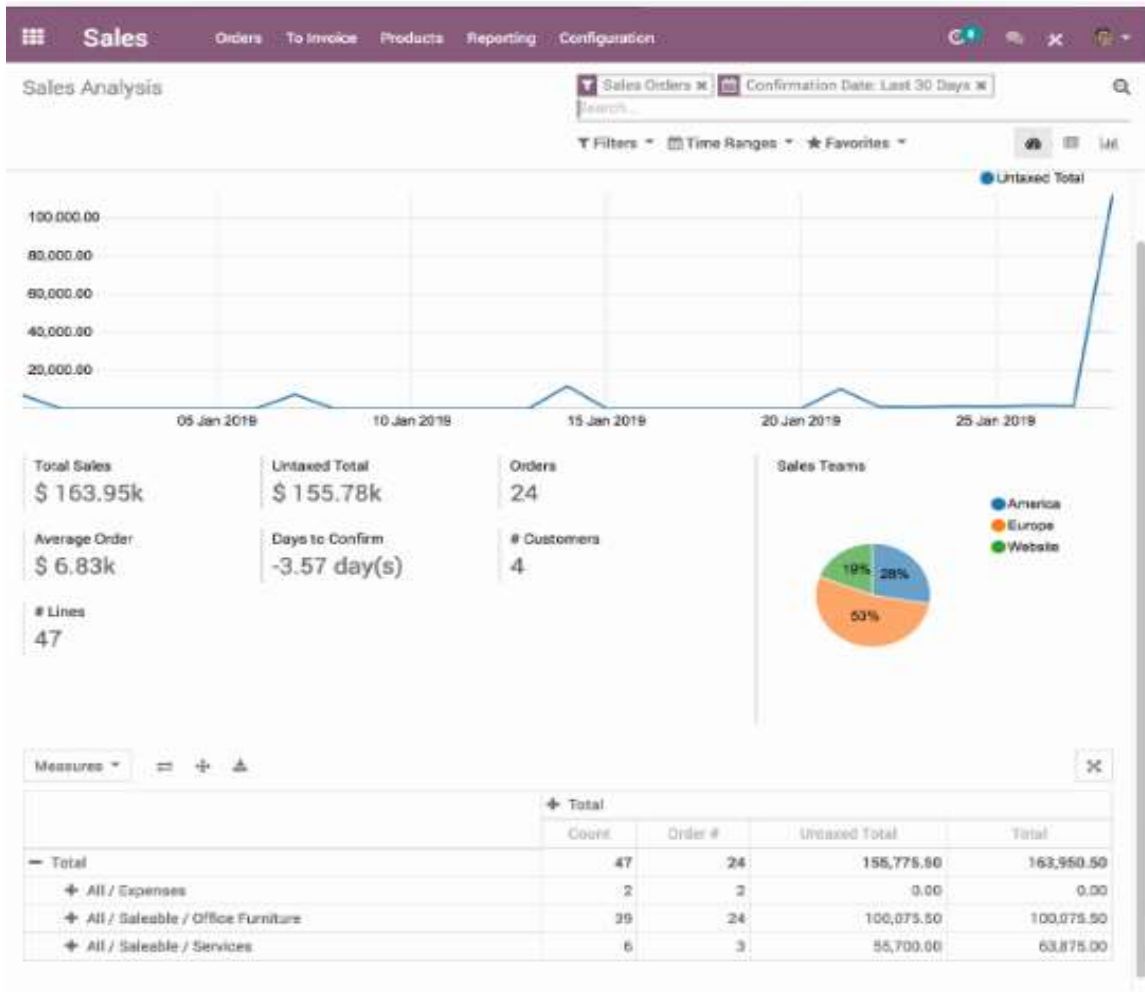 Sales Orders To Invoice Products Reporting Configuration
Sales Analysis
Sales Orders Confirmation Date: Last 30 Days
Search...
Filters Time Ranges Favorites
Untaxed Total
100,000.00
80,000.00
60,000.00
40,000.00
20,000.00
05 Jan 2019 10 Jan 2019 15 Jan 2019 20 Jan 2019 25 Jan 2019
Total Sales Untaxed Total Orders Sales Teams
$ 163.95k $ 155.78k 24
America
Europe
Website
Average Order Days to Confirm # Customers
$ 6.83k -3.57 day(s) 4
19% 28%
53%
# Lines
47
Measures
+ Total
Count Order # Untaxed Total Total
− Total 47 24 155,775.50 163,950.50
+ All / Expenses 2 2 0.00 0.00
+ All / Saleable / Office Furniture 39 24 100,075.50 100,075.50
+ All / Saleable / Services 6 3 55,700.00 63,875.00